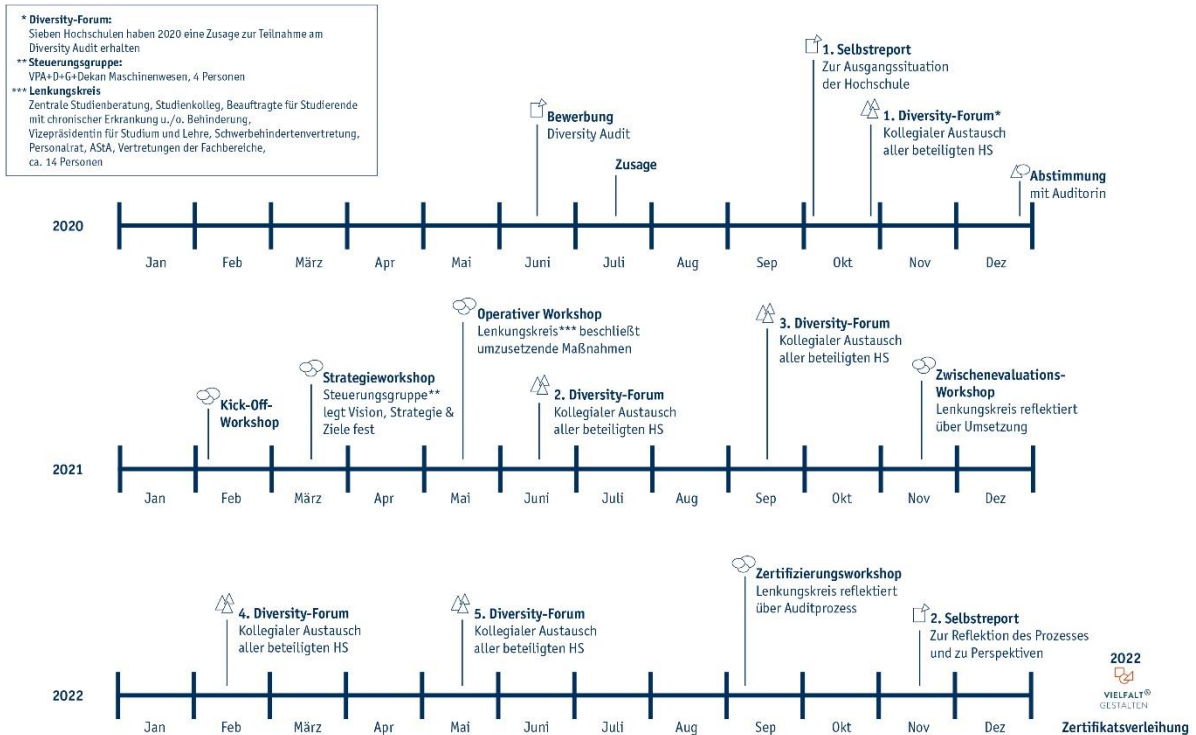 * Diversity-Forum:
Sieben Hochschulen haben 2020 eine Zusage zur Teilnahme am
Diversity Audit erhalten
** Steuerungsgruppe:
VPA+D+G+Dekan Maschinenwesen, 4 Personen
*** Lenkungskreis
Zentrale Studienberatung, Studienkolleg, Beauftragte für Studierende
mit chronischer Erkrankung u./o. Behinderung,
Vizepräsidentin für Studium und Lehre, Schwerbehindertenvertretung,
Personalrat, AStA, Vertretungen der Fachbereiche,
ca. 14 Personen
Bewerbung
Diversity Audit
Zusage
1. Selbstreport
Zur Ausgangssituation
der Hochschule
1. Diversity-Forum*
Kollegialer Austausch
aller beteiligten HS
Abstimmung
mit Auditorin
2020
Jan Feb März Apr Mai Juni Juli Aug Sep Okt Nov Dez
Kick-Off-
Workshop
Strategieworkshop
Steuerungsgruppe**
legt Vision, Strategie &
Ziele fest
Operativer Workshop
Lenkungskreis*** beschließt
umzusetzende Maßnahmen
2. Diversity-Forum
Kollegialer Austausch
aller beteiligten HS
3. Diversity-Forum
Kollegialer Austausch
aller beteiligten HS
Zwischenevaluations-
Workshop
Lenkungskreis reflektiert
über Umsetzung
2021
Jan Feb März Apr Mai Juni Juli Aug Sep Okt Nov Dez
4. Diversity-Forum
Kollegialer Austausch
aller beteiligten HS
5. Diversity-Forum
Kollegialer Austausch
aller beteiligten HS
Zertifizierungsworkshop
Lenkungskreis reflektiert
über Auditprozess
2. Selbstreport
Zur Reflektion des Prozesses
und zu Perspektiven
2022
Jan Feb März Apr Mai Juni Juli Aug Sep Okt Nov Dez
2022
VIELFALT®
GESTALTEN
Zertifikatsverleihung